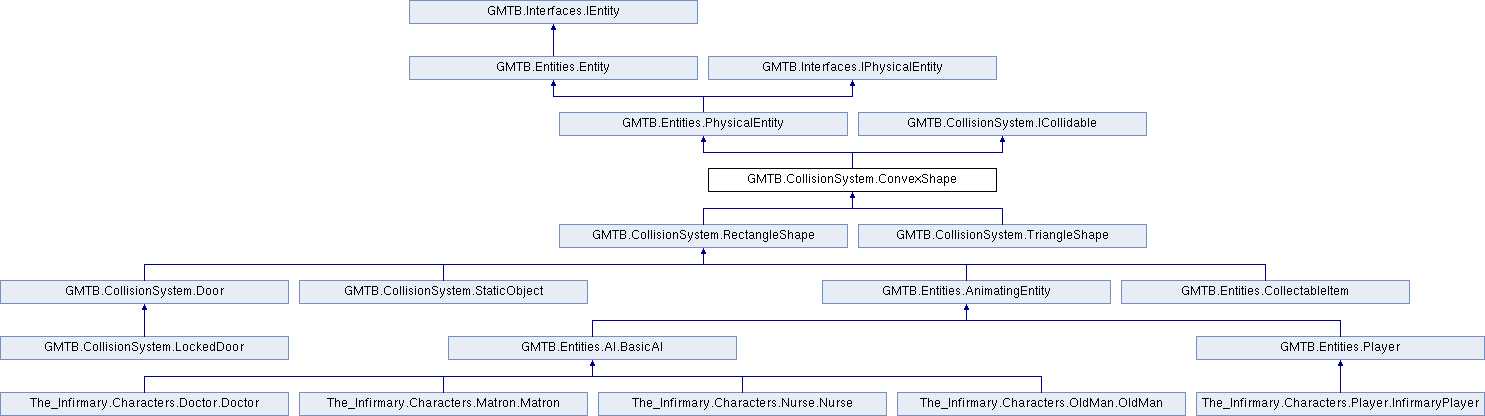 GMTB.Interfaces.IEntity
GMTB.Entities.Entity
GMTB.Interfaces.IPhysicalEntity
GMTB.Entities.PhysicalEntity
GMTB.CollisionSystem.ICollidable
GMTB.CollisionSystem.ConvexShape
GMTB.CollisionSystem.RectangleShape
GMTB.CollisionSystem.TriangleShape
GMTB.CollisionSystem.Door
GMTB.CollisionSystem.StaticObject
GMTB.Entities.AnimatingEntity
GMTB.Entities.CollectableItem
GMTB.CollisionSystem.LockedDoor
GMTB.Entities.AI.BasicAI
GMTB.Entities.Player
The_Infirmary.Characters.Doctor.Doctor
The_Infirmary.Characters.Matron.Matron
The_Infirmary.Characters.Nurse.Nurse
The_Infirmary.Characters.OldMan.OldMan
The_Infirmary.Characters.Player.InfirmaryPlayer